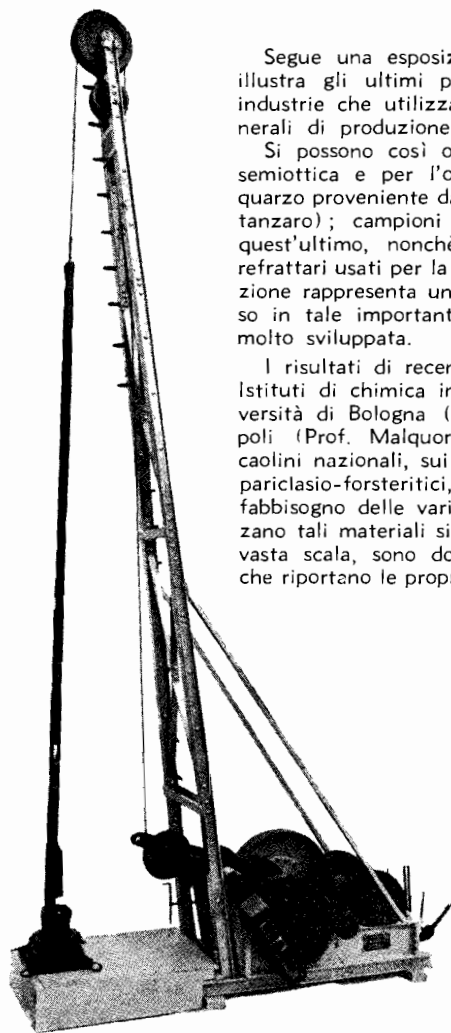 Segue una esposiz
illustra gli ultimi p
industrie che utilizza
nerali di produzione
Si possono così o
semiottica e per l'o
quarzo proveniente da
tanzaro) ; campioni
quest'ultimo, nonchè
refrattari usati per la
zione rappresenta un
so in tale important
molto sviluppata.
I risultati di recen
Istituti di chimica in
versità di Bologna (
poli (Prof. Malquor
caolini nazionali, sui
pariclasio-forsteritici,
fabbisogno delle vari
zano tali materiali si
vasta scala, sono do
che riportano le propri